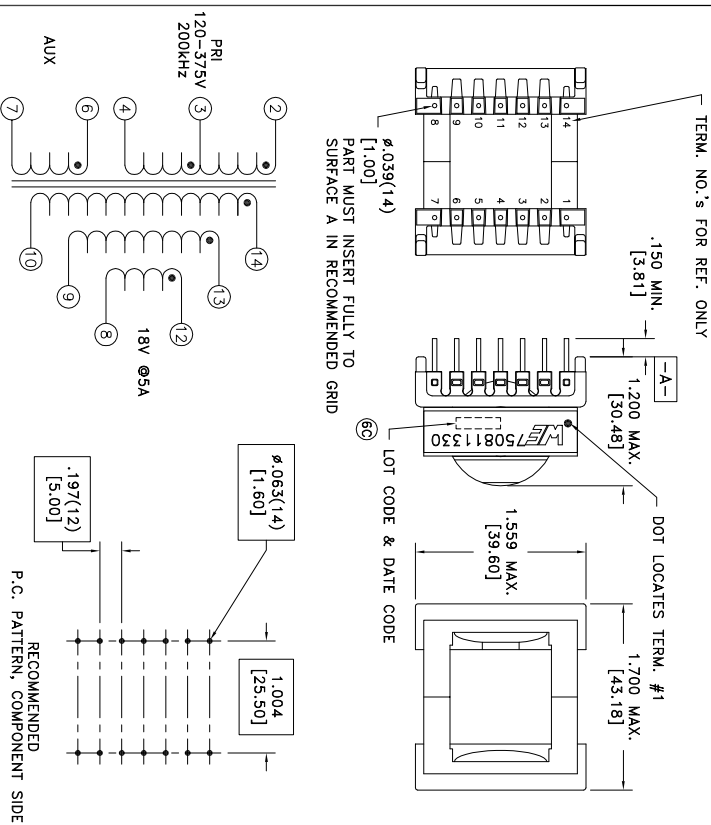 TERM. NO.'s FOR REF. ONLY
14
13
12
11
10
9
8
1
2
3
4
5
6
7
ø.039(14)
[1.00]
PART MUST INSERT FULLY TO
SURFACE A IN RECOMMENDED GRID
.150 MIN.
[3.81]
-A-
1.200 MAX.
[30.48]
DOT LOCATES TERM. #1
WE 750811330
6C
LOT CODE & DATE CODE
1.559 MAX.
[39.60]
1.700 MAX.
[43.18]
PRI
120-375V
200kHz
AUX
2
3
4
6
7
14
10
13
9
12
8
18V @5A
ø.063(14)
[1.60]
.197(12)
[5.00]
1.004
[25.50]
RECOMMENDED
P.C. PATTERN, COMPONENT SIDE